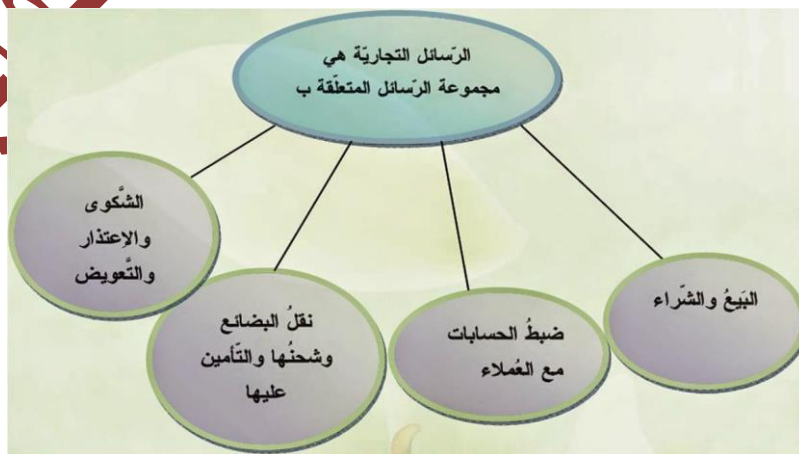 الرّسائل التجاريّة هي
مجموعة الرّسائل المتعلّقة ب
البَيعُ والشّراء
ضبطُ الحسابات
مع العُملاء
نقلُ البضائع
وشحنُها والتّأمين
عليها
الشَّكوى
والإعتذار
والتَّعويض